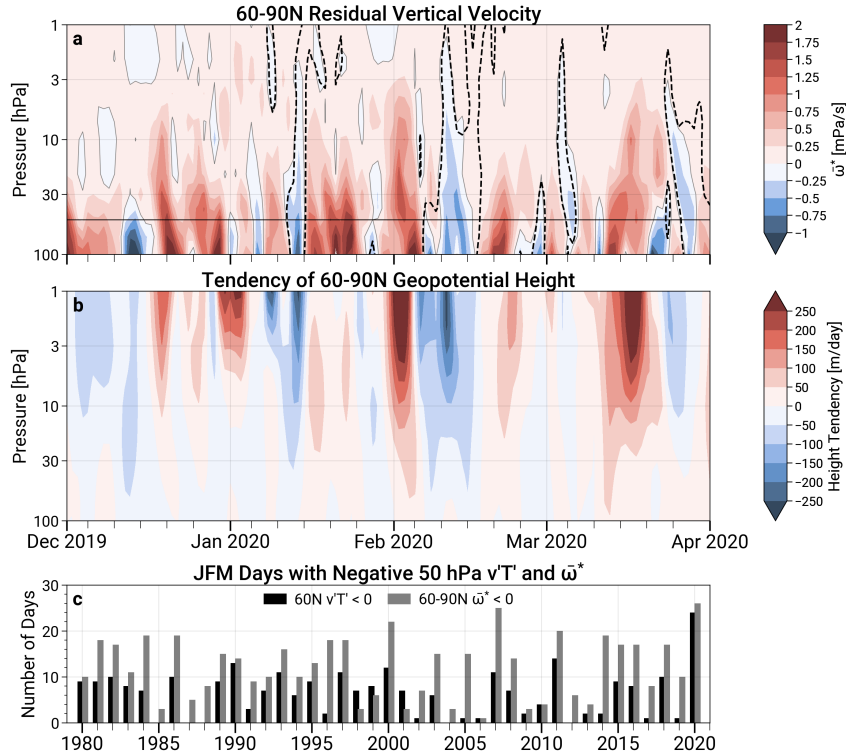 60-90N Residual Vertical Velocity
a
1
3
10
30
100
Pressure [hPa]
2
1.75
1.5
1.25
1
0.75
0.5
0.25
0
−0.25
−0.5
−0.75
−1
ω̄* [mPa/s]
Tendency of 60-90N Geopotential Height
b
1
3
10
30
100
Pressure [hPa]
Dec 2019 Jan 2020 Feb 2020 Mar 2020 Apr 2020
250
200
150
100
50
0
−50
−100
−150
−200
−250
Height Tendency [m/day]
JFM Days with Negative 50 hPa v'T' and ω̄*
c
60N v'T' < 0 60-90N ω̄* < 0
30
20
10
0
Number of Days
1980 1985 1990 1995 2000 2005 2010 2015 2020